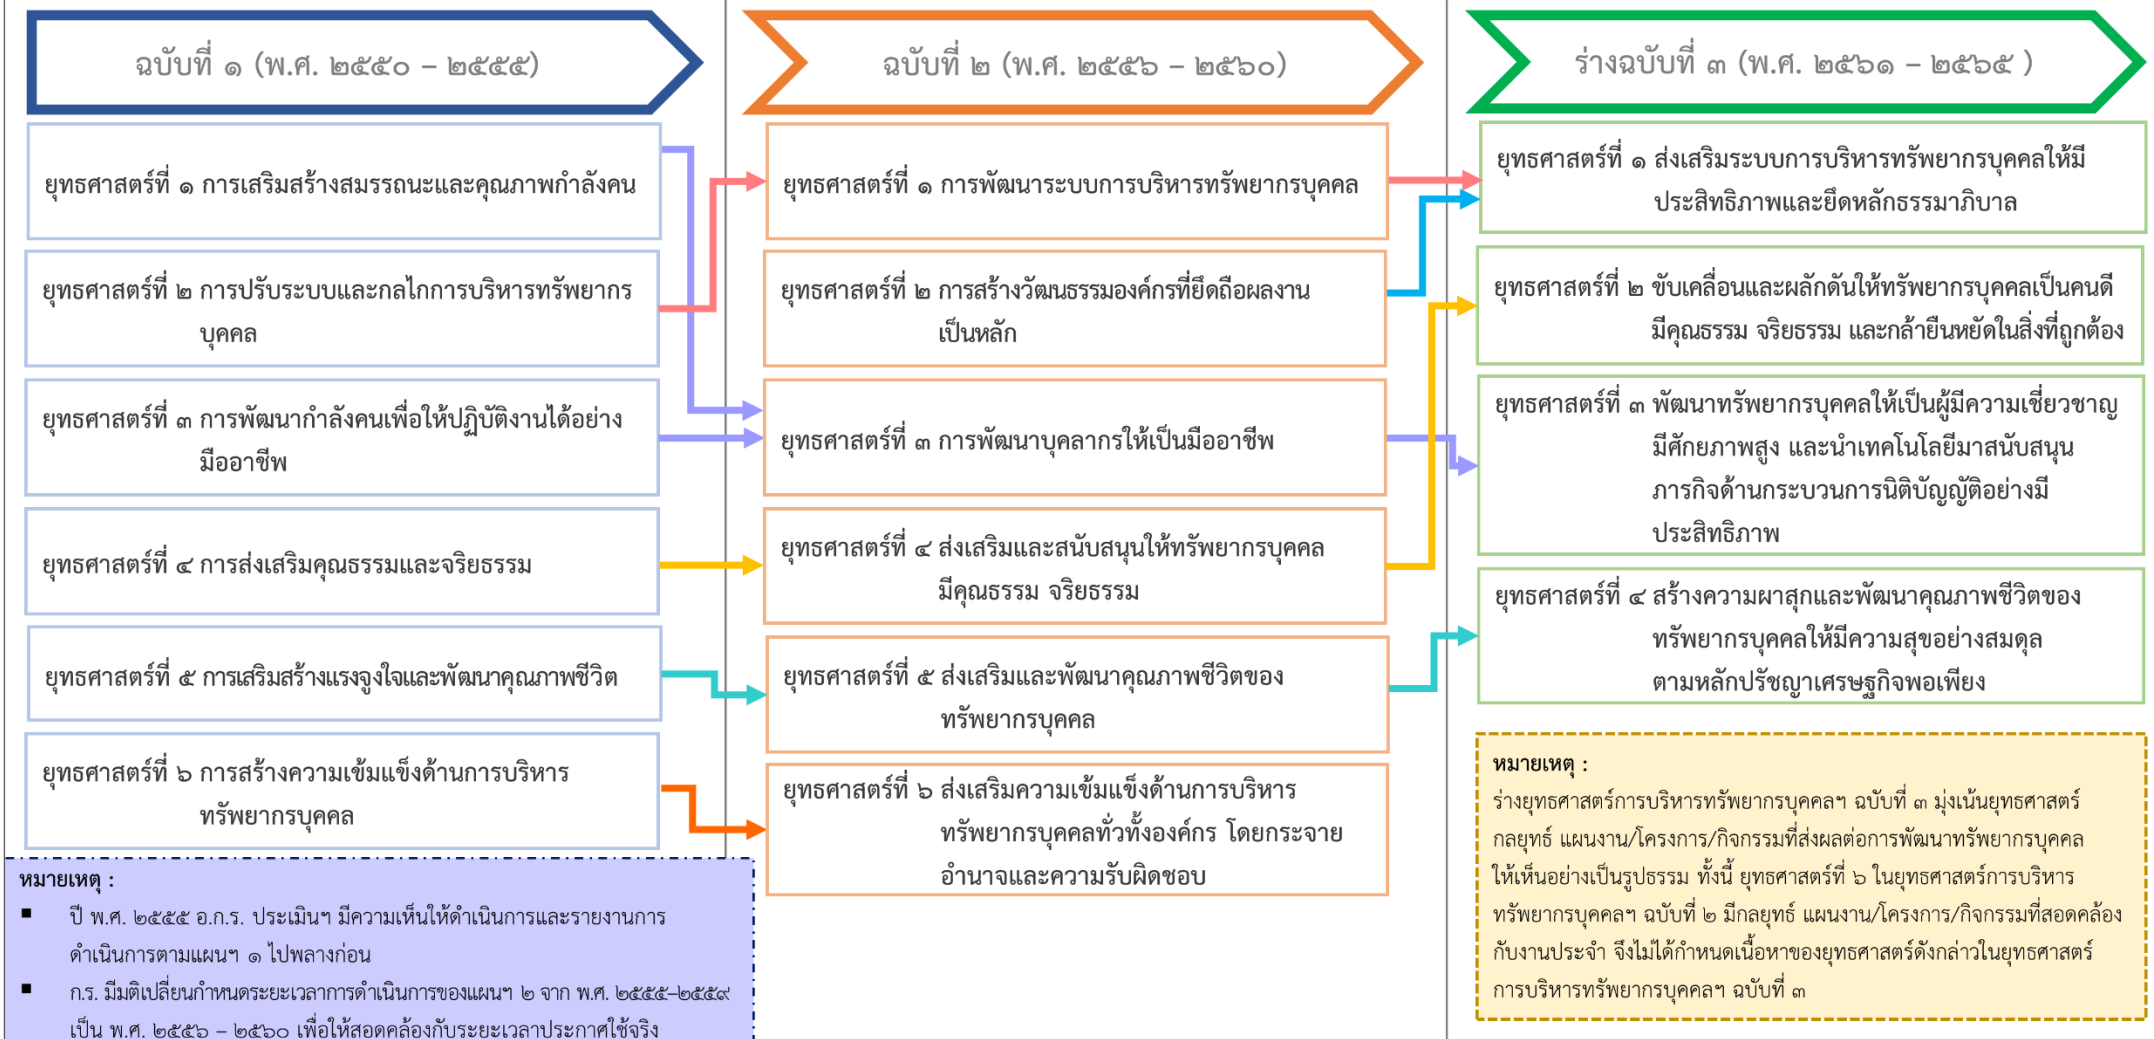 ฉบับที่ ๑ (พ.ศ. ๒๕๕๐ – ๒๕๕๕)
ยุทธศาสตร์ที่ ๑ การเสริมสร้างสมรรถนะและคุณภาพกำลังคน
ยุทธศาสตร์ที่ ๒ การปรับระบบและกลไกการบริหารทรัพยากร
บุคคล
ยุทธศาสตร์ที่ ๓ การพัฒนากำลังคนเพื่อให้ปฏิบัติงานได้อย่าง
มืออาชีพ
ยุทธศาสตร์ที่ ๔ การส่งเสริมคุณธรรมและจริยธรรม
ยุทธศาสตร์ที่ ๕ การเสริมสร้างแรงจูงใจและพัฒนาคุณภาพชีวิต
ยุทธศาสตร์ที่ ๖ การสร้างความเข้มแข็งด้านการบริหาร
ทรัพยากรบุคคล
หมายเหตุ :
▪ ปี พ.ศ. ๒๕๕๕ อ.ก.ร. ประเมินฯ มีความเห็นให้ดำเนินการและรายงานการ
ดำเนินการตามแผนฯ ๑ ไปพลางก่อน
▪ ก.ร. มีมติเปลี่ยนกำหนดระยะเวลาการดำเนินการของแผนฯ ๒ จาก พ.ศ. ๒๕๕๕–๒๕๕๙
เป็น พ.ศ. ๒๕๕๖ – ๒๕๖๐ เพื่อให้สอดคล้องกับระยะเวลาประกาศใช้จริง
ฉบับที่ ๒ (พ.ศ. ๒๕๕๖ – ๒๕๖๐)
ยุทธศาสตร์ที่ ๑ การพัฒนาระบบการบริหารทรัพยากรบุคคล
ยุทธศาสตร์ที่ ๒ การสร้างวัฒนธรรมองค์กรที่ยึดถือผลงาน
เป็นหลัก
ยุทธศาสตร์ที่ ๓ การพัฒนาบุคลากรให้เป็นมืออาชีพ
ยุทธศาสตร์ที่ ๔ ส่งเสริมและสนับสนุนให้ทรัพยากรบุคคล
มีคุณธรรม จริยธรรม
ยุทธศาสตร์ที่ ๕ ส่งเสริมและพัฒนาคุณภาพชีวิตของ
ทรัพยากรบุคคล
ยุทธศาสตร์ที่ ๖ ส่งเสริมความเข้มแข็งด้านการบริหาร
ทรัพยากรบุคคลทั่วทั้งองค์กร โดยกระจาย
อำนาจและความรับผิดชอบ
ร่างฉบับที่ ๓ (พ.ศ. ๒๕๖๑ – ๒๕๖๕ )
ยุทธศาสตร์ที่ ๑ ส่งเสริมระบบการบริหารทรัพยากรบุคคลให้มี
ประสิทธิภาพและยึดหลักธรรมาภิบาล
ยุทธศาสตร์ที่ ๒ ขับเคลื่อนและผลักดันให้ทรัพยากรบุคคลเป็นคนดี
มีคุณธรรม จริยธรรม และกล้ายืนหยัดในสิ่งที่ถูกต้อง
ยุทธศาสตร์ที่ ๓ พัฒนาทรัพยากรบุคคลให้เป็นผู้มีความเชี่ยวชาญ
มีศักยภาพสูง และนำเทคโนโลยีมาสนับสนุน
ภารกิจด้านกระบวนการนิติบัญญัติอย่างมี
ประสิทธิภาพ
ยุทธศาสตร์ที่ ๔ สร้างความผาสุกและพัฒนาคุณภาพชีวิตของ
ทรัพยากรบุคคลให้มีความสุขอย่างสมดุล
ตามหลักปรัชญาเศรษฐกิจพอเพียง
หมายเหตุ :
ร่างยุทธศาสตร์การบริหารทรัพยากรบุคคลฯ ฉบับที่ ๓ มุ่งเน้นยุทธศาสตร์
กลยุทธ์ แผนงาน/โครงการ/กิจกรรมที่ส่งผลต่อการพัฒนาทรัพยากรบุคคล
ให้เห็นอย่างเป็นรูปธรรม ทั้งนี้ ยุทธศาสตร์ที่ ๖ ในยุทธศาสตร์การบริหาร
ทรัพยากรบุคคลฯ ฉบับที่ ๒ มีกลยุทธ์ แผนงาน/โครงการ/กิจกรรมที่สอดคล้อง
กับงานประจำ จึงไม่ได้กำหนดเนื้อหาของยุทธศาสตร์ดังกล่าวในยุทธศาสตร์
การบริหารทรัพยากรบุคคลฯ ฉบับที่ ๓